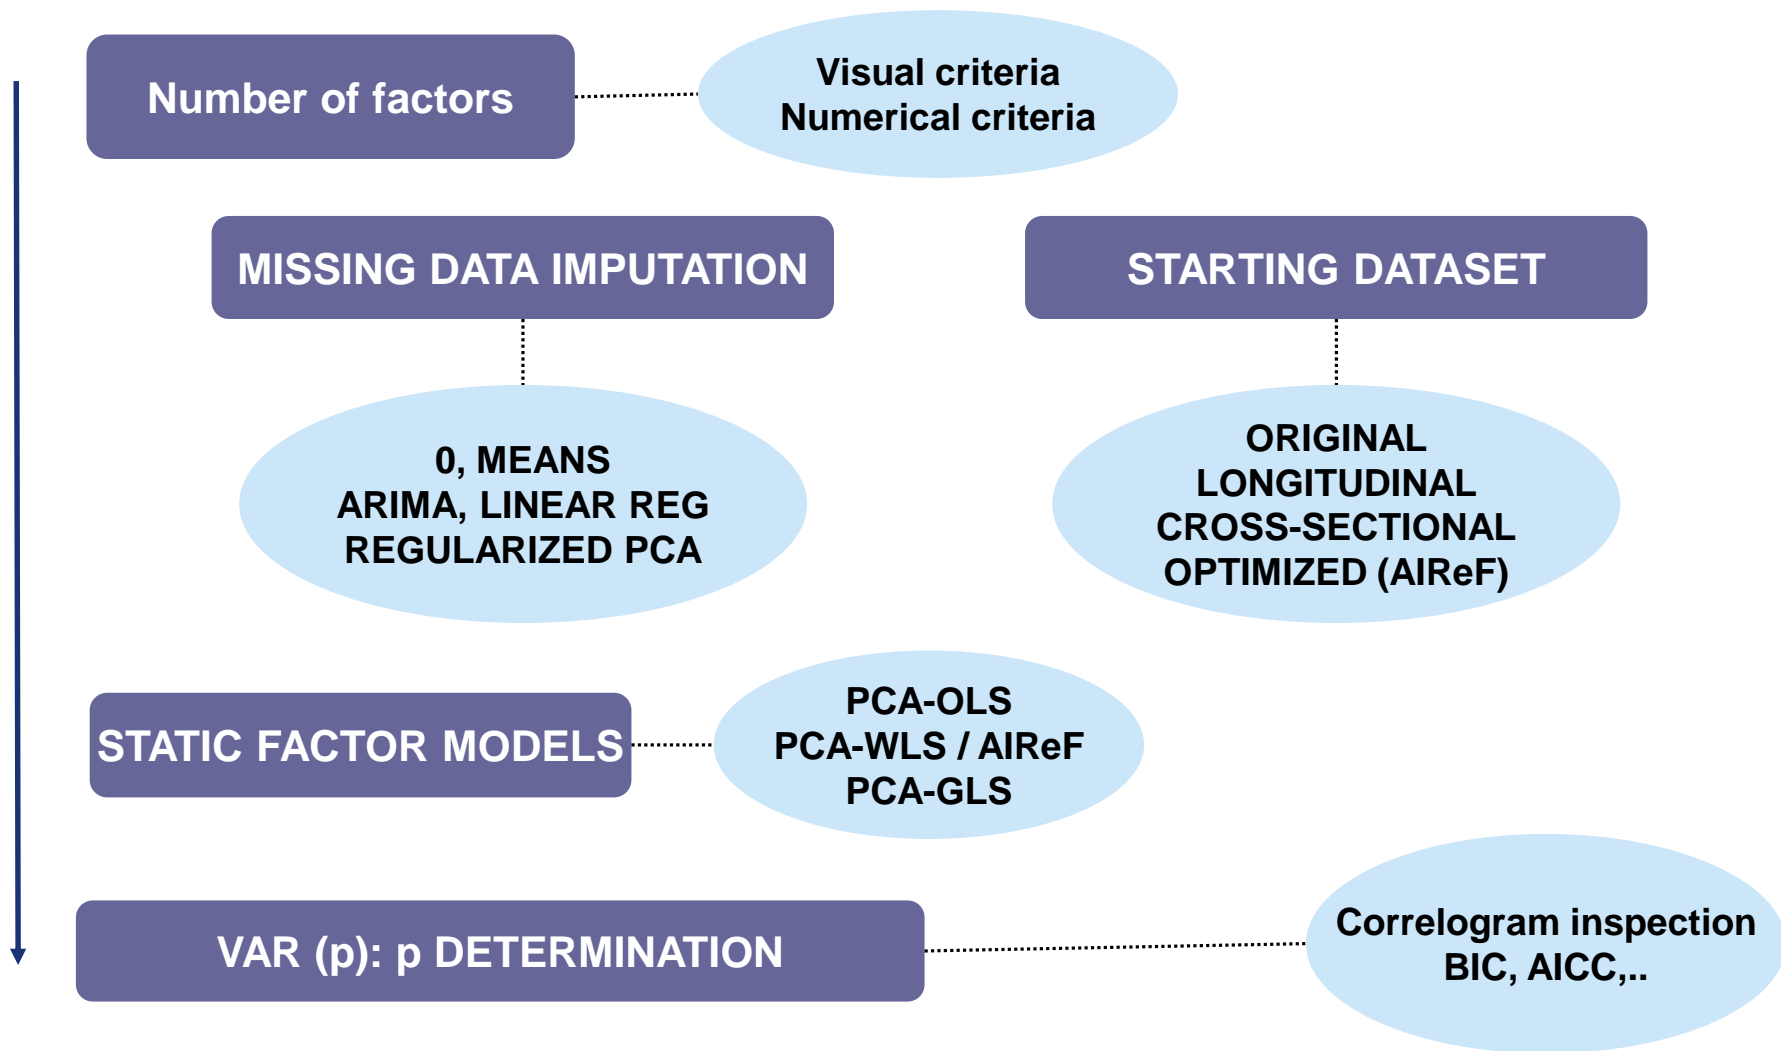 Number of factors
Visual criteria
Numerical criteria
MISSING DATA IMPUTATION
STARTING DATASET
0, MEANS
ARIMA, LINEAR REG
REGULARIZED PCA
ORIGINAL
LONGITUDINAL
CROSS-SECTIONAL
OPTIMIZED (AIReF)
STATIC FACTOR MODELS
PCA-OLS
PCA-WLS / AIReF
PCA-GLS
VAR (p): p DETERMINATION
Correlogram inspection
BIC, AICC,..